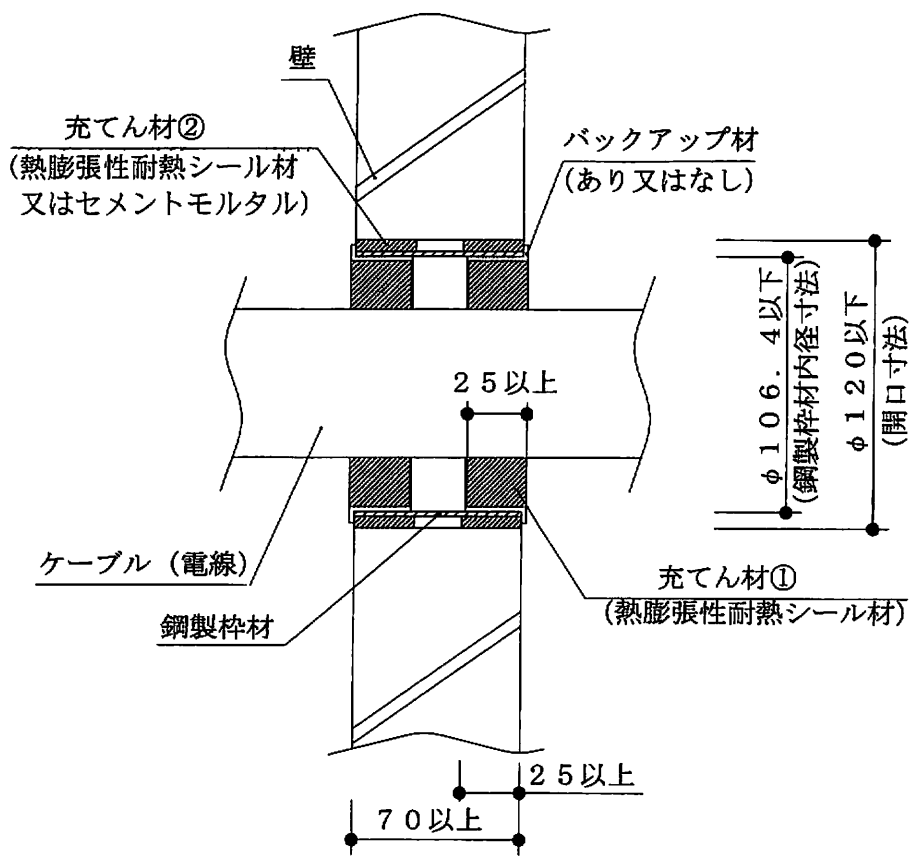 壁
充てん材②
(熱膨張性耐熱シール材
又はセメントモルタル)
バックアップ材
(あり又はなし)
25以上
φ106.4以下
(鋼製枠材内径寸法)
φ120以下
(開口寸法)
ケーブル(電線)
鋼製枠材
充てん材①
(熱膨張性耐熱シール材)
25以上
70以上